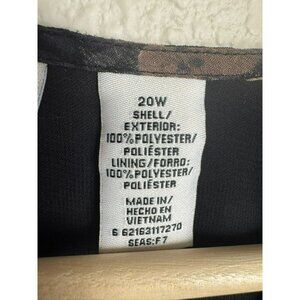 20W
SHELL/
EXTERIOR:
100%POLYESTER/
POLIÉSTER
LINING/FORRO:
100%POLYESTER/
POLIÉSTER
MADE IN/
HECHO EN
VIETNAM
6 62163117270
SEAS:F7